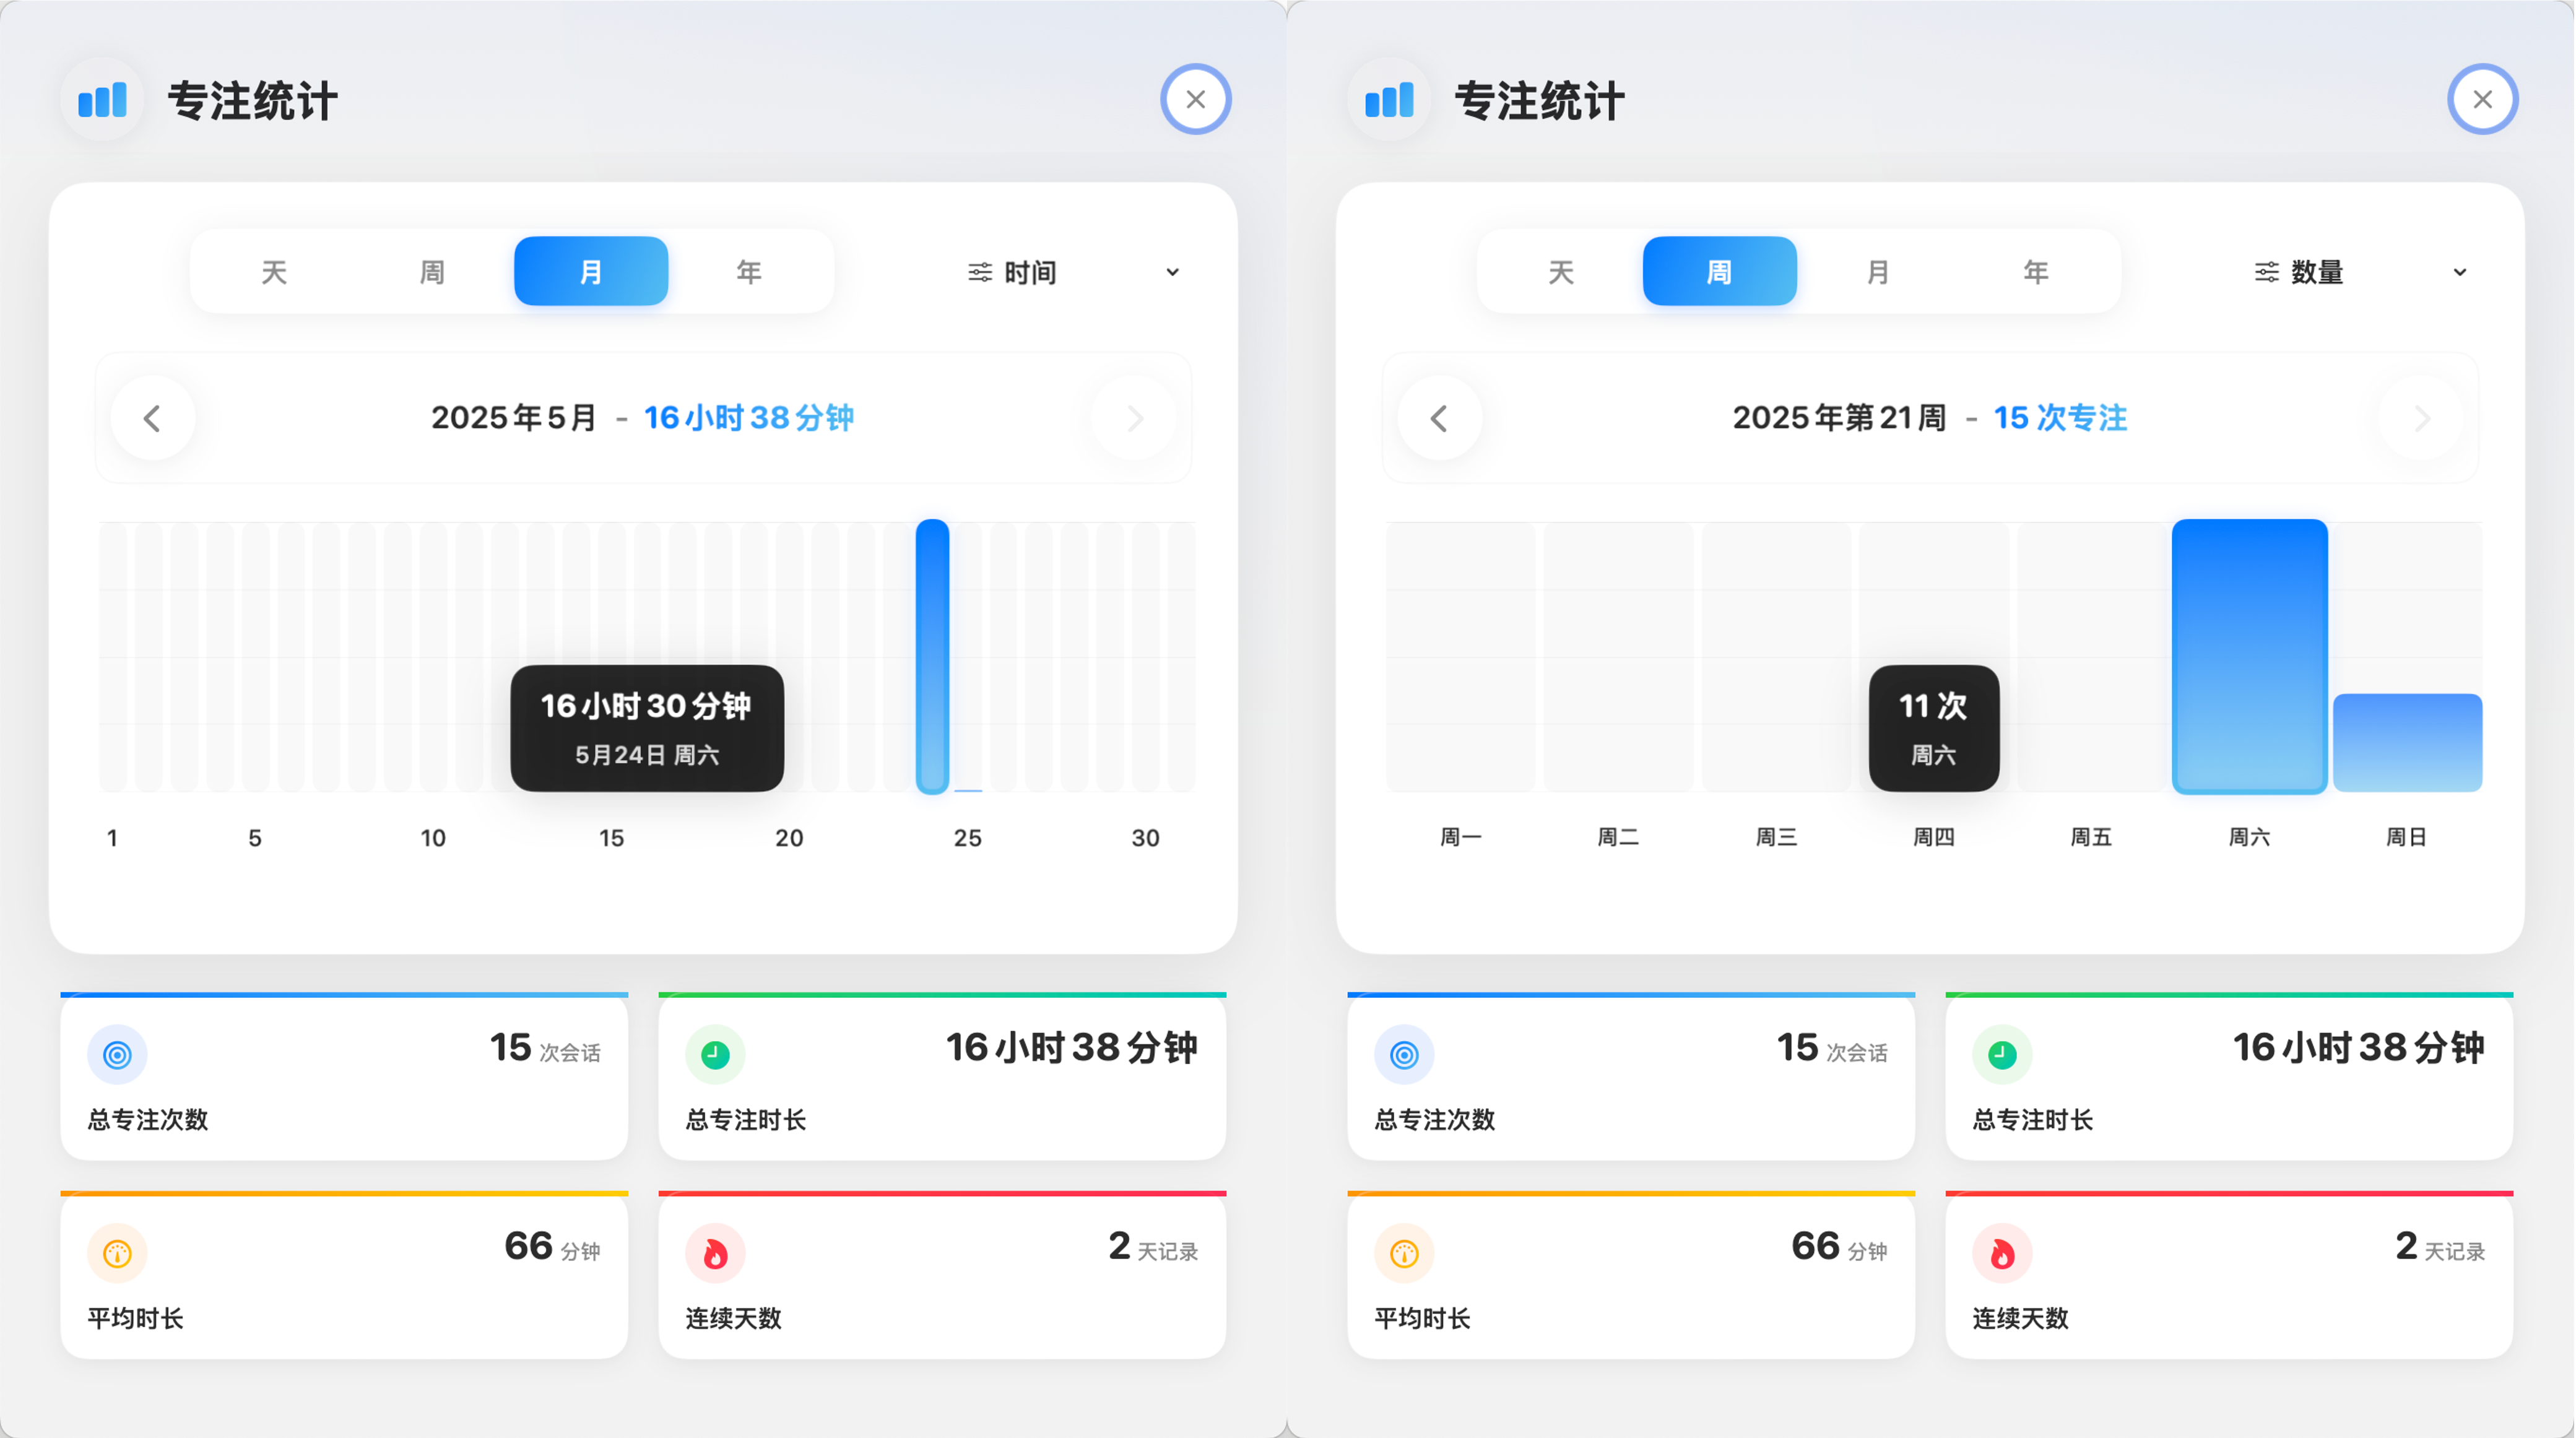 专注统计
天 周 月 年 时间
2025年5月 - 16小时38分钟
16小时30分钟
5月24日 周六
1 5 10 15 20 25 30
15 次会话
总专注次数
16小时38分钟
总专注时长
66 分钟
平均时长
2 天记录
连续天数
专注统计
天 周 月 年 数量
2025年第21周 - 15 次专注
11 次
周六
周一 周二 周三 周四 周五 周六 周日
15 次会话
总专注次数
16小时38分钟
总专注时长
66 分钟
平均时长
2 天记录
连续天数